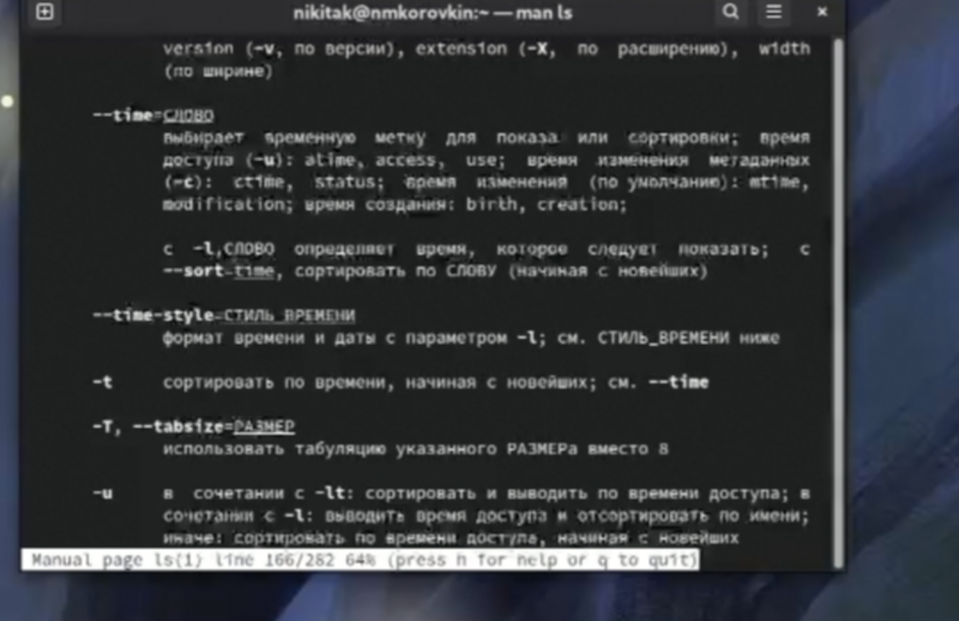 nikitak@nmkorovkin:~ — man ls
version (-v, по версии), extension (-X, по расширению), width
(по ширине)
--time=СЛОВО
выбирает временную метку для показа или сортировки; время
доступа (-u): atime, access, use; время изменения метаданных
(-c): ctime, status; время изменения (по умолчанию): mtime,
modification; время создания: birth, creation;
с -l,СЛОВО определяет время, которое следует показать; с
--sort=time, сортировать по СЛОВУ (начиная с новейших)
--time-style=СТИЛЬ_ВРЕМЕНИ
формат времени и даты с параметром -l; см. СТИЛЬ_ВРЕМЕНИ ниже
-t сортировать по времени, начиная с новейших; см. --time
-T, --tabsize=РАЗМЕР
использовать табуляцию указанного РАЗМЕРа вместо 8
-u в сочетании с -lt: сортировать и выводить по времени доступа; в
сочетании с -l: выводить время доступа и отсортировать по имени;
иначе: сортировать по времени доступа, начиная с новейших
Manual page ls(1) line 166/282 64% (press h for help or q to quit)